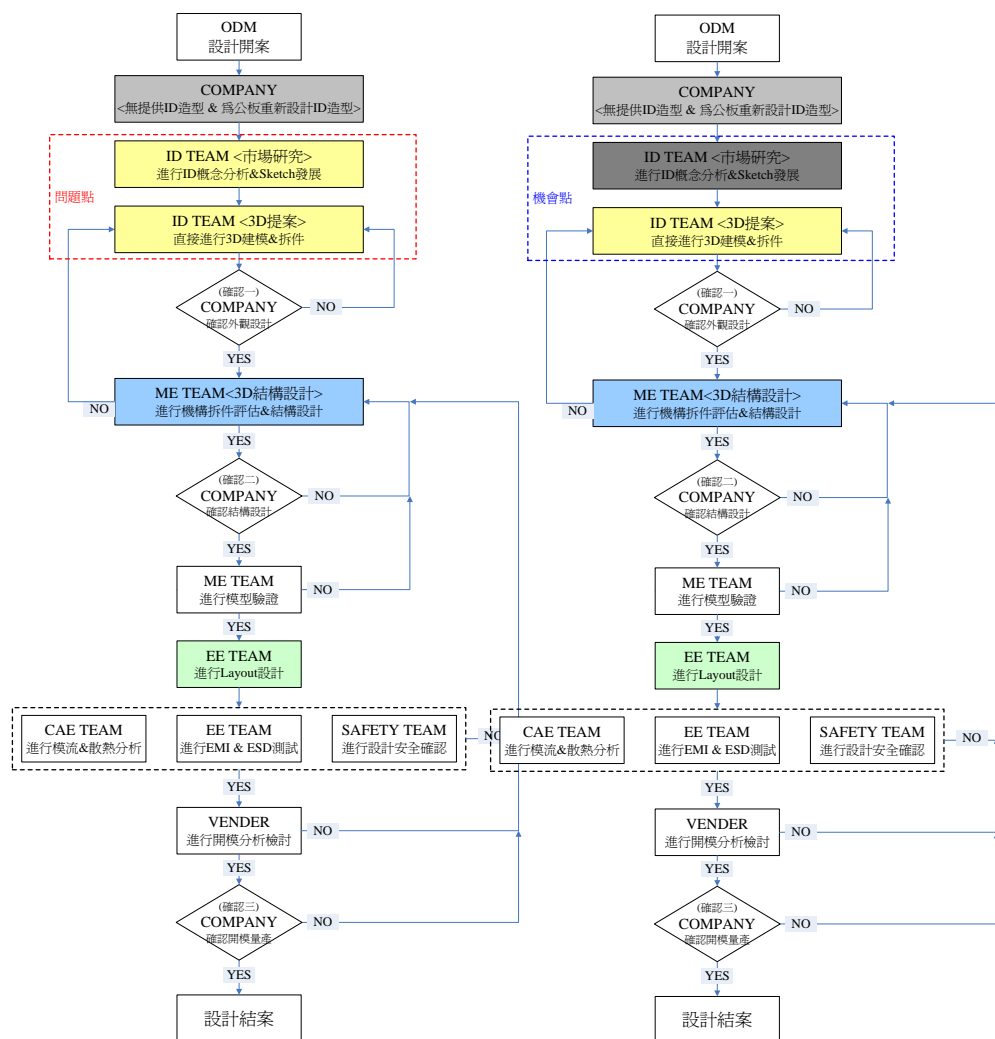 ODM
設計開案
COMPANY
<無提供ID造型 & 爲公板重新設計ID造型>
ID TEAM <市場研究>
進行ID概念分析&Sketch發展
問題點
ID TEAM <3D提案>
直接進行3D建模&拆件
(確認一)
COMPANY
確認外觀設計
NO
YES
ME TEAM<3D結構設計>
進行機構拆件評估&結構設計
NO
YES
(確認二)
COMPANY
確認結構設計
NO
YES
ME TEAM
進行模型驗證
NO
YES
EE TEAM
進行Layout設計
CAE TEAM
進行模流&散熱分析
EE TEAM
進行EMI & ESD測試
SAFETY TEAM
進行設計安全確認
NO
YES
VENDER
進行開模分析檢討
NO
YES
(確認三)
COMPANY
確認開模量產
NO
YES
設計結案
ODM
設計開案
COMPANY
<無提供ID造型 & 爲公板重新設計ID造型>
ID TEAM <市場研究>
進行ID概念分析&Sketch發展
機會點
ID TEAM <3D提案>
直接進行3D建模&拆件
(確認一)
COMPANY
確認外觀設計
NO
YES
ME TEAM<3D結構設計>
進行機構拆件評估&結構設計
NO
YES
(確認二)
COMPANY
確認結構設計
NO
YES
ME TEAM
進行模型驗證
NO
YES
EE TEAM
進行Layout設計
CAE TEAM
進行模流&散熱分析
EE TEAM
進行EMI & ESD測試
SAFETY TEAM
進行設計安全確認
NO
YES
VENDER
進行開模分析檢討
NO
YES
(確認三)
COMPANY
確認開模量產
NO
YES
設計結案